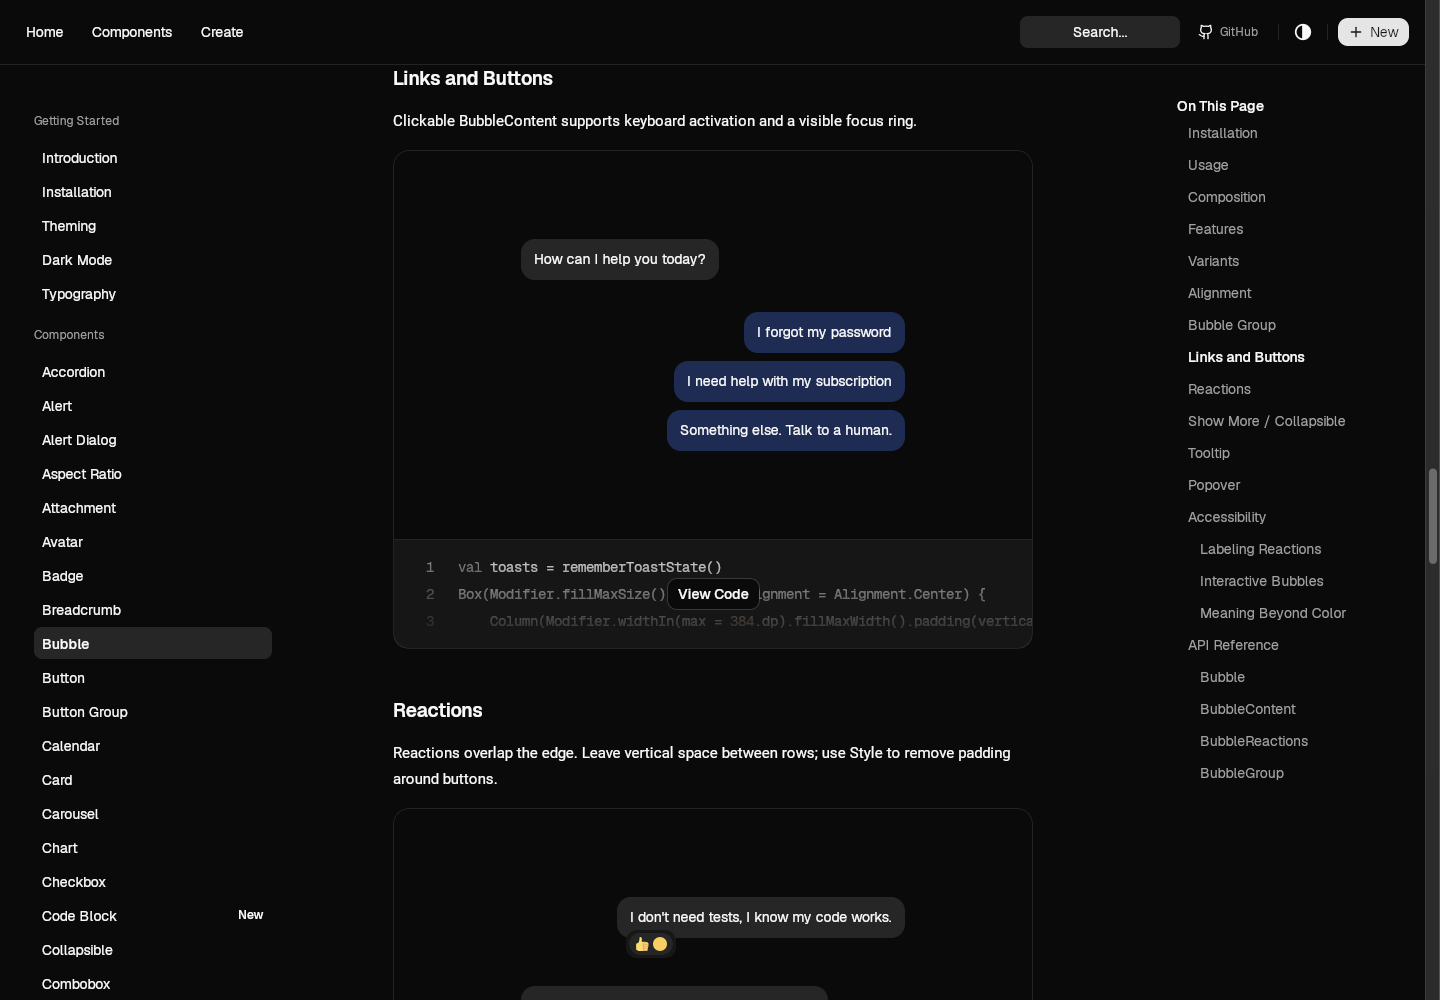 Home
Components
Create
Search...
GitHub
New
Getting Started
Introduction
Installation
Theming
Dark Mode
Typography
Components
Accordion
Alert
Alert Dialog
Aspect Ratio
Attachment
Avatar
Badge
Breadcrumb
Bubble
Button
Button Group
Calendar
Card
Carousel
Chart
Checkbox
Code Block New
Collapsible
Combobox
Links and Buttons
Clickable BubbleContent supports keyboard activation and a visible focus ring.
How can I help you today?
I forgot my password
I need help with my subscription
Something else. Talk to a human.
1 val toasts = rememberToastState()
2 Box(Modifier.fillMaxSize() ignment = Alignment.Center) {
View Code
3 Column(Modifier.widthIn(max = 384.dp).fillMaxWidth().padding(vertica
Reactions
Reactions overlap the edge. Leave vertical space between rows; use Style to remove padding
around buttons.
I don't need tests, I know my code works.
On This Page
Installation
Usage
Composition
Features
Variants
Alignment
Bubble Group
Links and Buttons
Reactions
Show More / Collapsible
Tooltip
Popover
Accessibility
Labeling Reactions
Interactive Bubbles
Meaning Beyond Color
API Reference
Bubble
BubbleContent
BubbleReactions
BubbleGroup